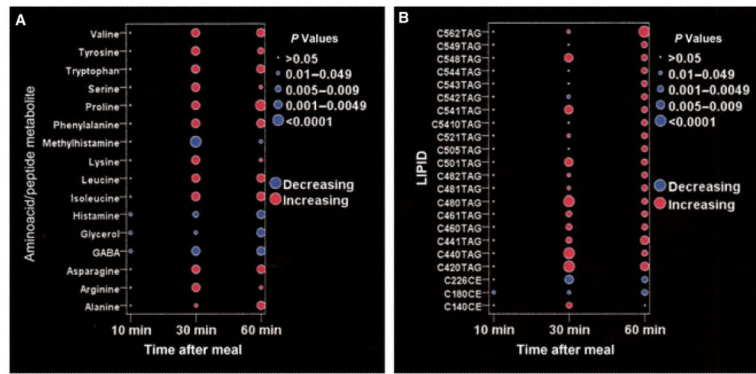 A
Valine
Tyrosine
Tryptophan
Serine
Proline
Phenylalanine
Methylhistamine
Lysine
Leucine
Isoleucine
Histamine
Glycerol
GABA
Asparagine
Arginine
Alanine
Aminoacid/peptide metabolite
10 min 30 min 60 min
Time after meal
P Values
>0.05
0.01–0.049
0.005–0.009
0.001–0.0049
<0.0001
Decreasing
Increasing
B
C562TAG
C549TAG
C548TAG
C544TAG
C543TAG
C542TAG
C541TAG
C5410TAG
C521TAG
C505TAG
C501TAG
C482TAG
C481TAG
C480TAG
C461TAG
C460TAG
C441TAG
C440TAG
C420TAG
C226CE
C180CE
C140CE
LIPID
10 min 30 min 60 min
Time after meal
P Values
>0.05
0.01–0.049
0.001–0.0049
0.005–0.009
<0.0001
Decreasing
Increasing